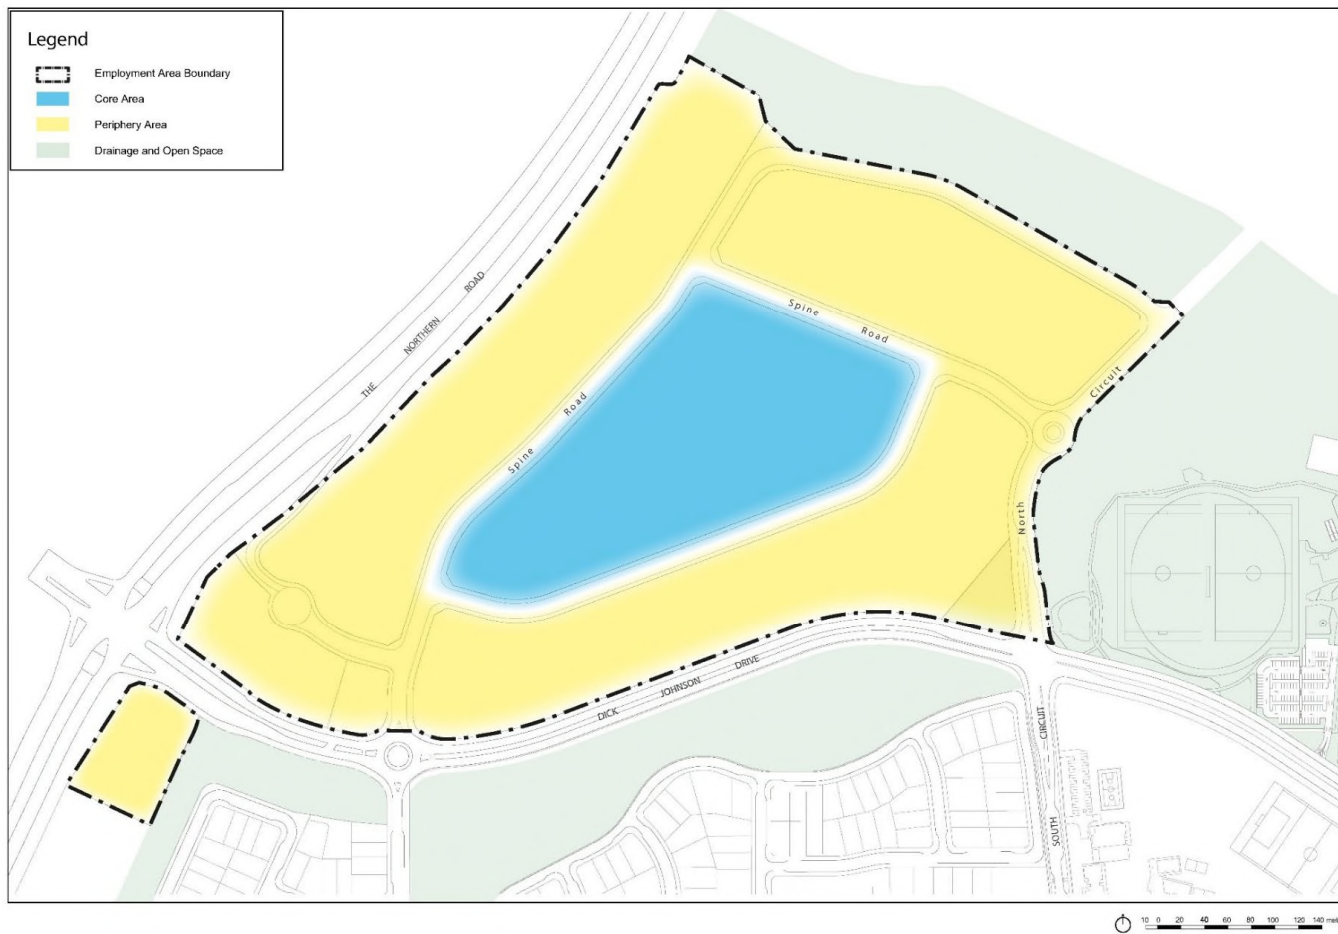 Legend
Employment Area Boundary
Core Area
Periphery Area
Drainage and Open Space
THE NORTHERN ROAD
Spine Road
Spine Road
North Circuit
DICK JOHNSON DRIVE
SOUTH CIRCUIT
10 0 20 40 60 80 100 120 140